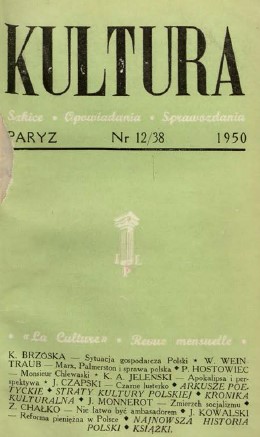 KULTURA
Szkice • Opowiadania • Sprawozdania
PARYZ Nr 12/38 1950
I L
P
• «La Culture» • Revue mensuelle •
K. BRZOSKA — Sytuacja gospodarcza Polski ◆ W. WEIN-
TRAUB — Marx, Palmerston i sprawa polska ◆ P. HOSTOWIEC
— Monsieur Chlewaski ◆ K. A. JELEŃSKI — Apokalipsa i per-
spektywa ◆ J. CZAPSKI — Czarne lusterko ◆ ARKUSZE POE-
TYCKIE ◆ STRATY KULTURY POLSKIEJ ◆ KRONIKA
KULTURALNA ◆ J. MONNEROT — Zmierzch socjalizmu ◆
Z. CHAŁKO — Nie łatwo być ambasadorem ◆ J. KOWALSKI
— Reforma pieniężna w Polsce ◆ NAJNOWSZA HISTORIA
POLSKI ◆ KSIĄŻKI.